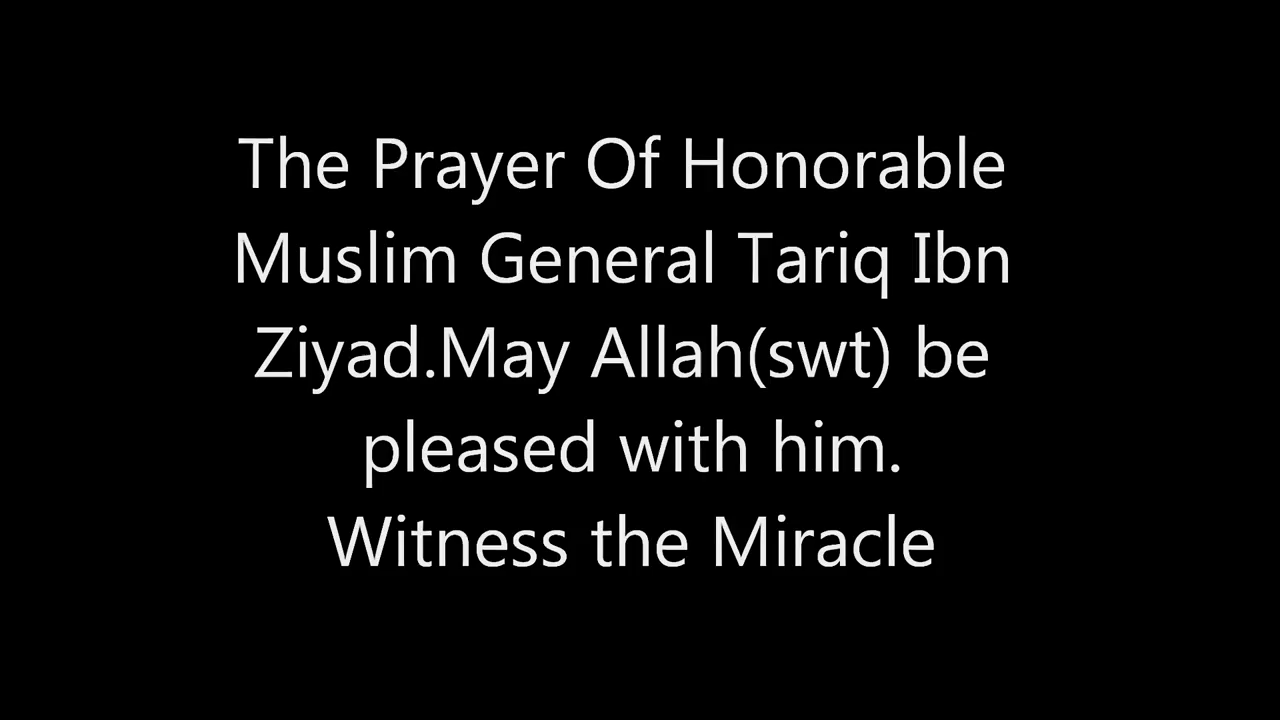 The Prayer Of Honorable
Muslim General Tariq Ibn
Ziyad.May Allah(swt) be
pleased with him.
Witness the Miracle